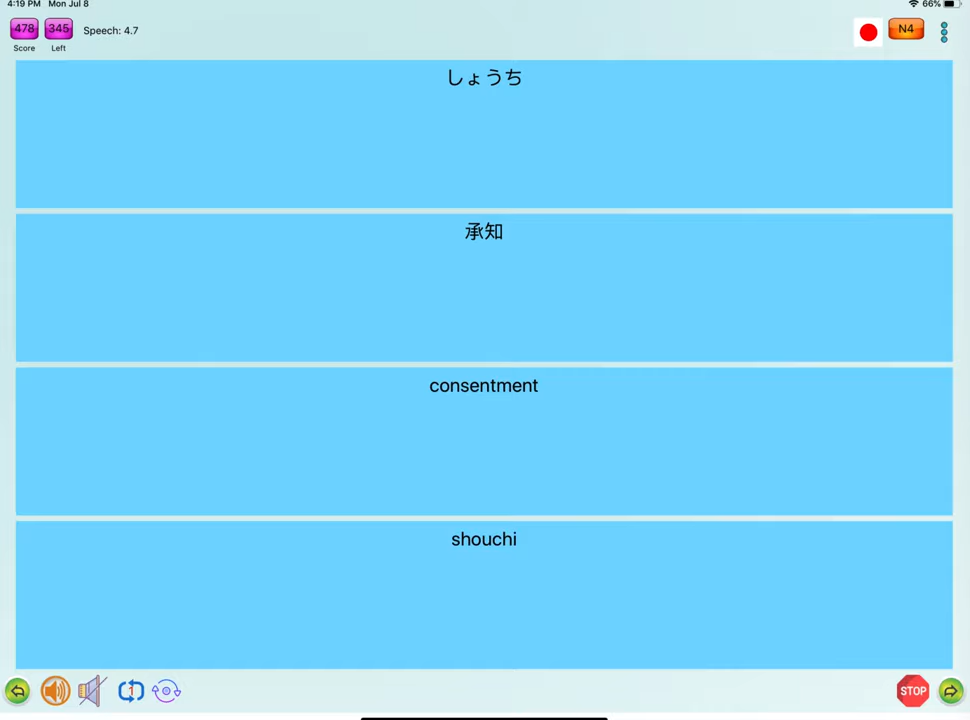 4:19 PM Mon Jul 8
66%
478 345 Speech: 4.7
Score Left
N4
しょうち
承知
consentment
shouchi
1
STOP